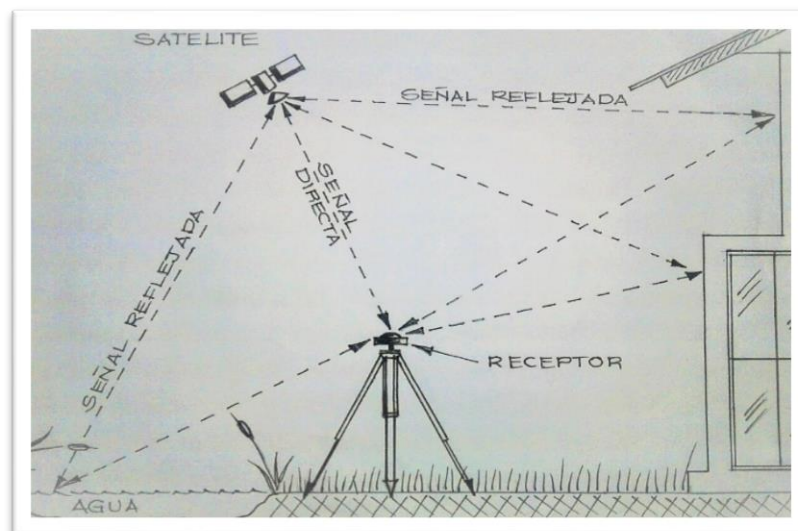 SATELITE
SEÑAL REFLEJADA
SEÑAL
DIRECTA
SEÑAL REFLEJADA
RECEPTOR
AGUA